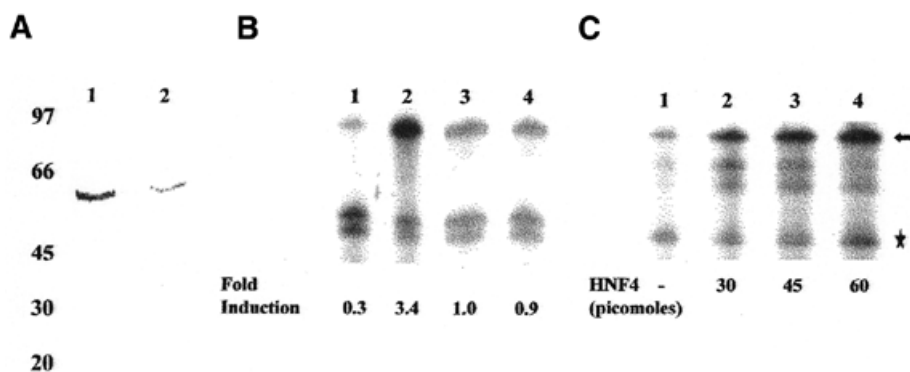 A
B
C
1 2
97
66
45
30
20
1 2 3 4
Fold
Induction 0.3 3.4 1.0 0.9
1 2 3 4
HNF4 - 30 45 60
(picomoles)